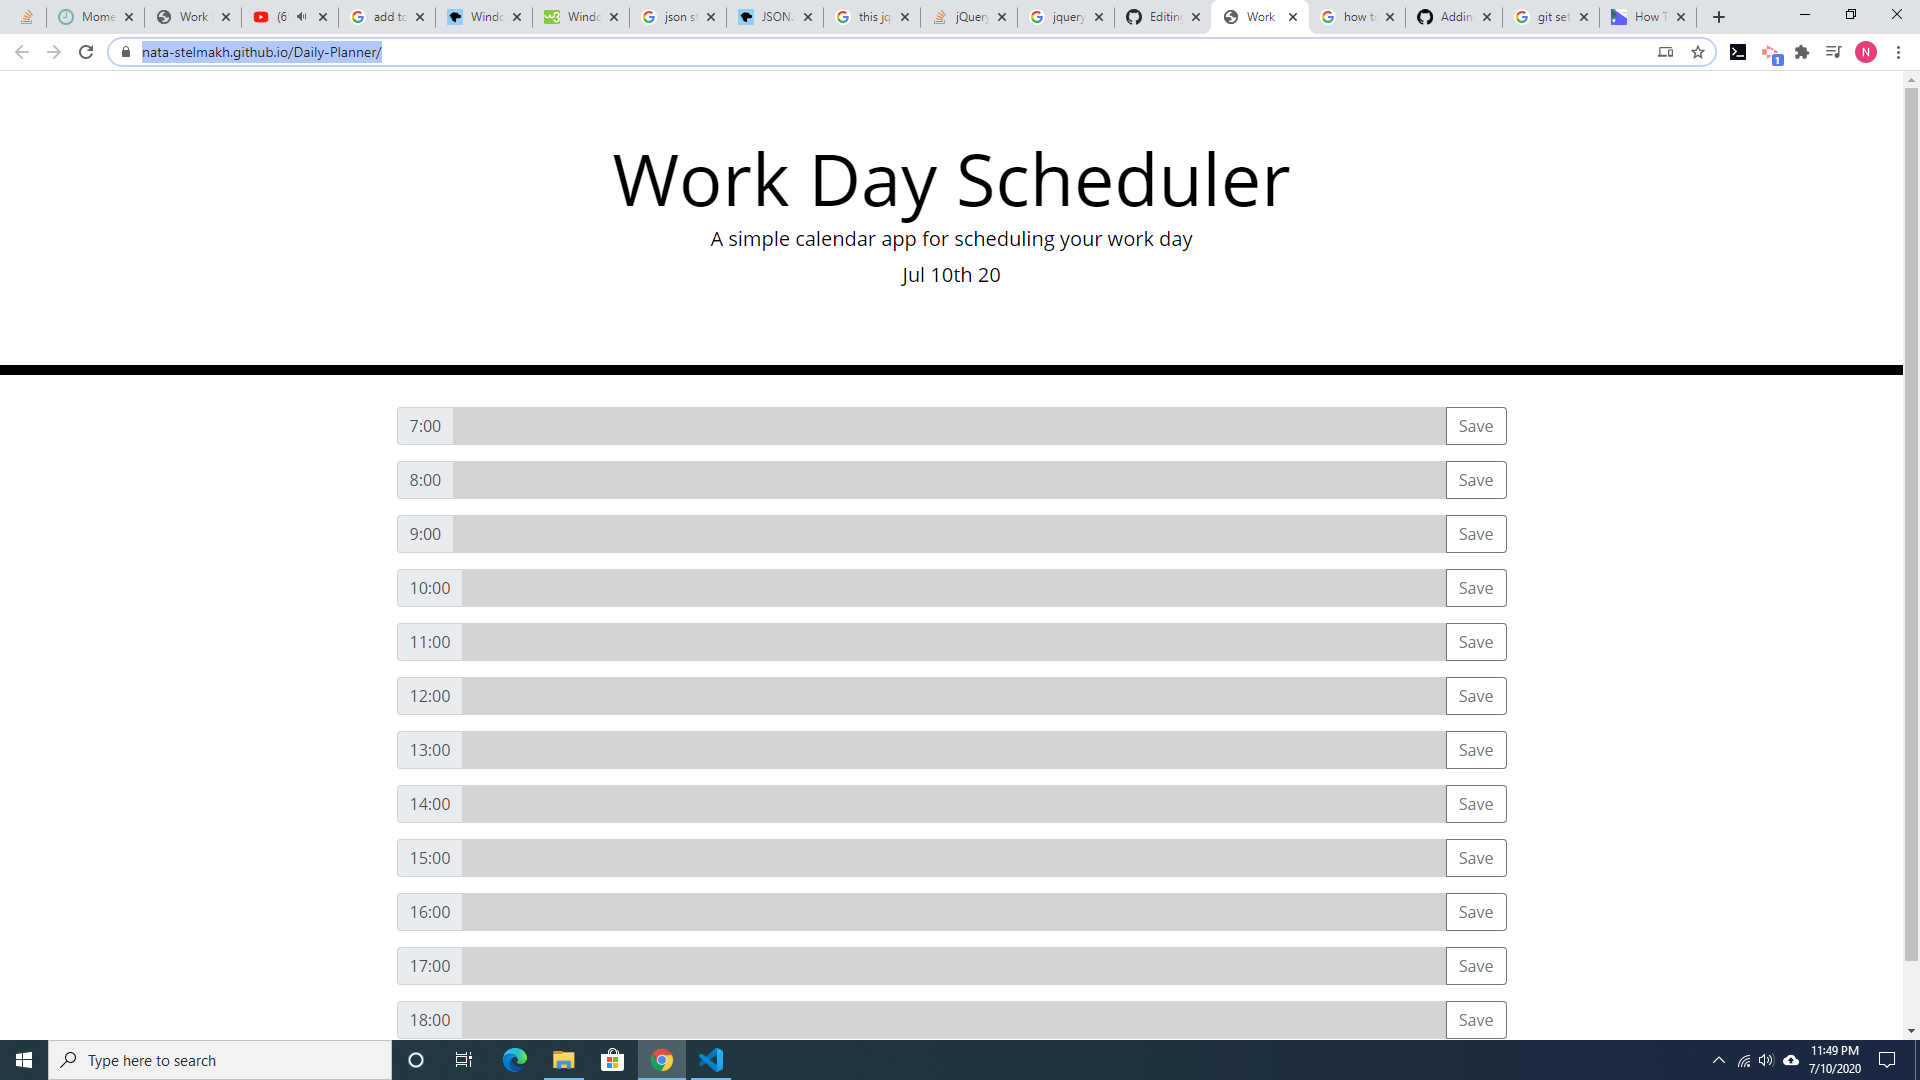 Mome
Work
(6
add to
Windo
Windo
json st
JSON.
this jq
jQuery
jquery
Editing
Work
how to
Adding
git set
How T
nata-stelmakh.github.io/Daily-Planner/
N
1
Work Day Scheduler
A simple calendar app for scheduling your work day
Jul 10th 20
7:00 Save
8:00 Save
9:00 Save
10:00 Save
11:00 Save
12:00 Save
13:00 Save
14:00 Save
15:00 Save
16:00 Save
17:00 Save
18:00 Save
Type here to search
11:49 PM
7/10/2020